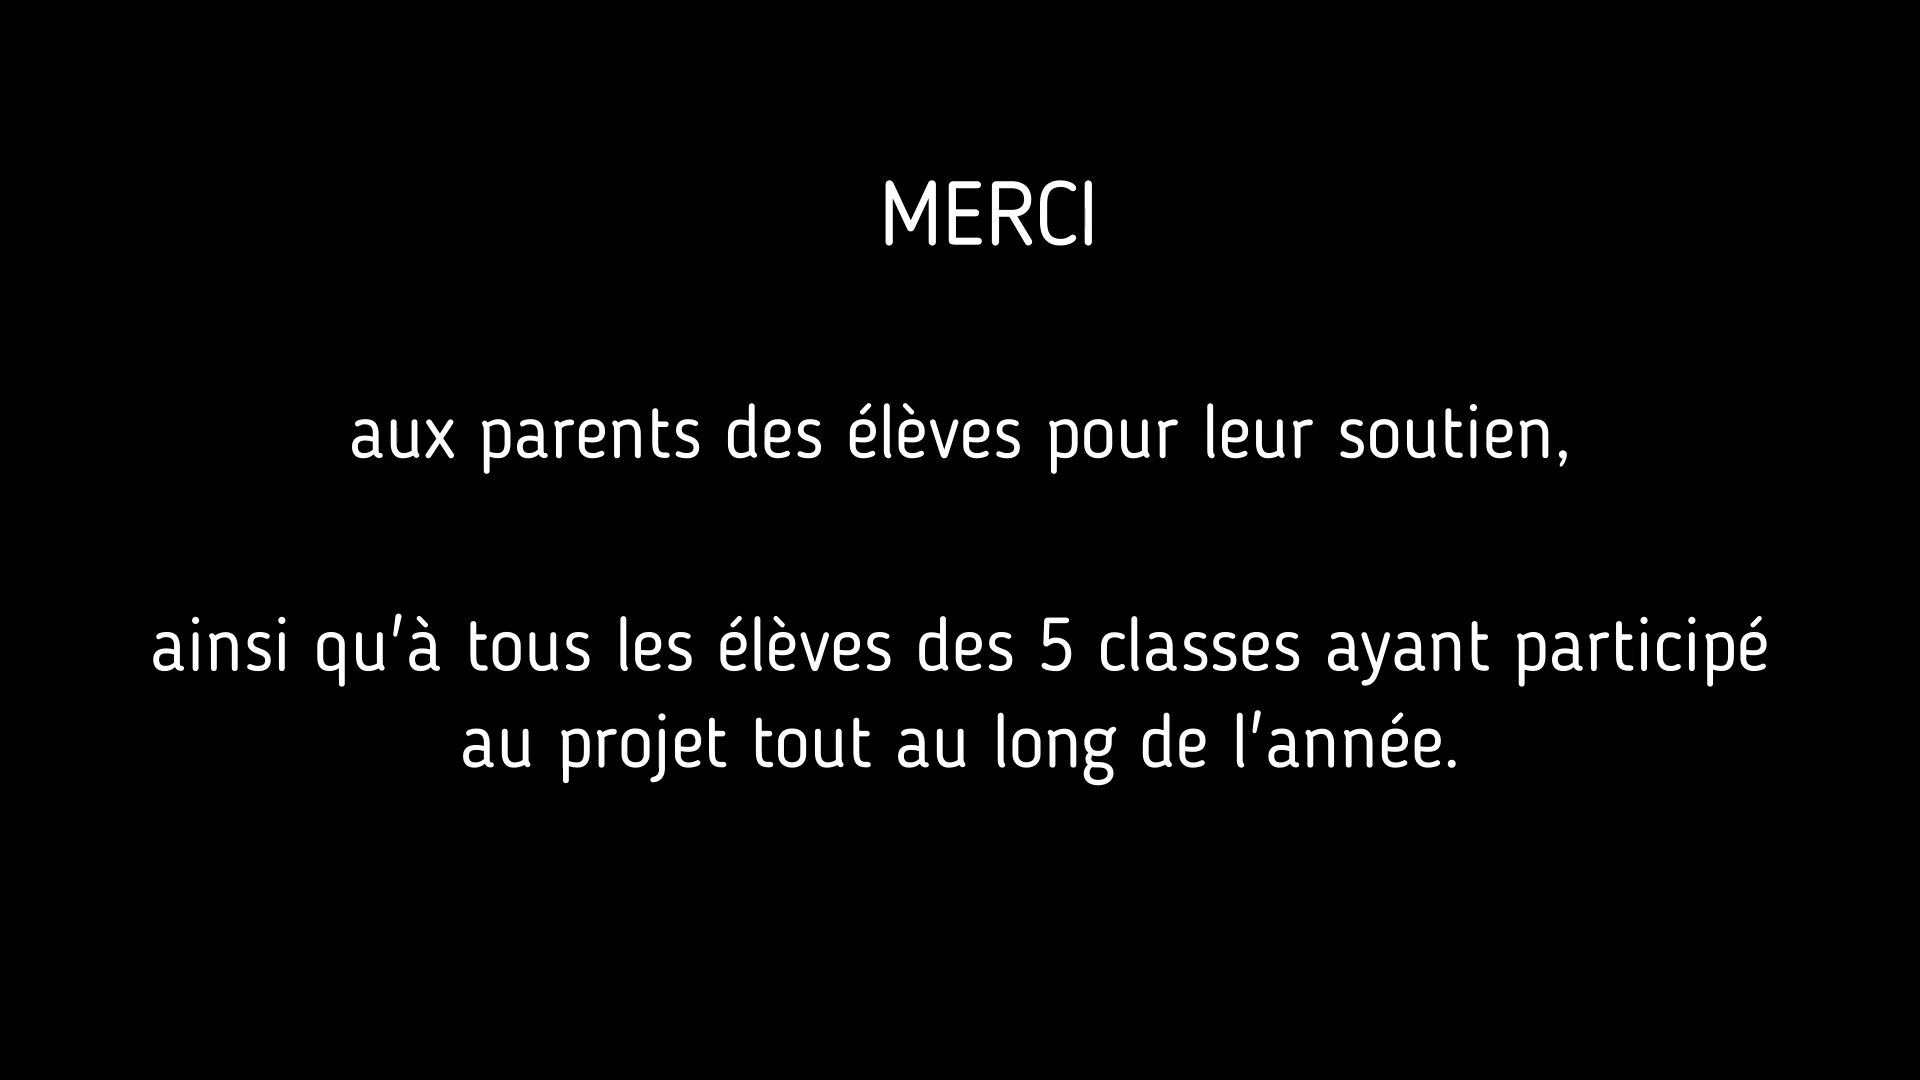 MERCI
aux parents des élèves pour leur soutien,
ainsi qu'à tous les élèves des 5 classes ayant participé
au projet tout au long de l'année.